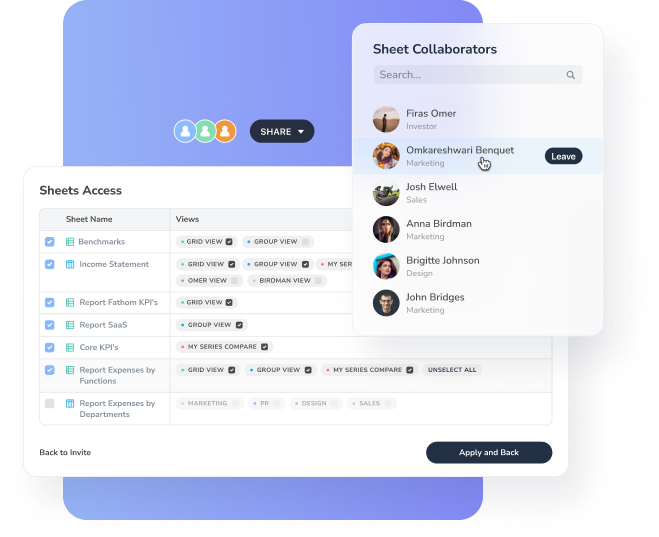 Sheet Collaborators
Search...
Firas Omer
Investor
Omkareshwari Benquet
Marketing
Leave
Josh Elwell
Sales
Anna Birdman
Marketing
Brigitte Johnson
Design
John Bridges
Marketing
SHARE
Sheets Access
Sheet Name Views
Benchmarks GRID VIEW GROUP VIEW
Income Statement GRID VIEW GROUP VIEW MY SER
OMER VIEW BIRDMAN VIEW
Report Fathom KPI's GRID VIEW
Report SaaS GROUP VIEW
Core KPI's MY SERIES COMPARE
Report Expenses by GRID VIEW GROUP VIEW MY SERIES COMPARE UNSELECT ALL
Functions
Report Expenses by MARKETING PR DESIGN SALES
Departments
Back to Invite Apply and Back